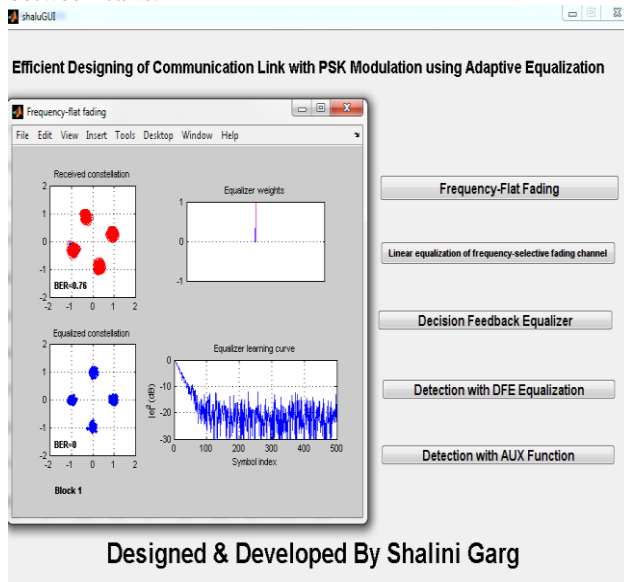 shaluGUI
Efficient Designing of Communication Link with PSK Modulation using Adaptive Equalization
Frequency-flat fading
File Edit View Insert Tools Desktop Window Help
Received constellation
2
1
0
-1
-2
BER=0.76
-2 -1 0 1 2
Equalizer weights
1
0
-1
Equalized constellation
2
1
0
-1
-2
BER=0
-2 -1 0 1 2
Block 1
Equalizer learning curve
|e|² (dB)
0
-10
-20
-30
0 100 200 300 400 500
Symbol index
Frequency-Flat Fading
Linear equalization of frequency-selective fading channel
Decision Feedback Equalizer
Detection with DFE Equalization
Detection with AUX Function
Designed & Developed By Shalini Garg